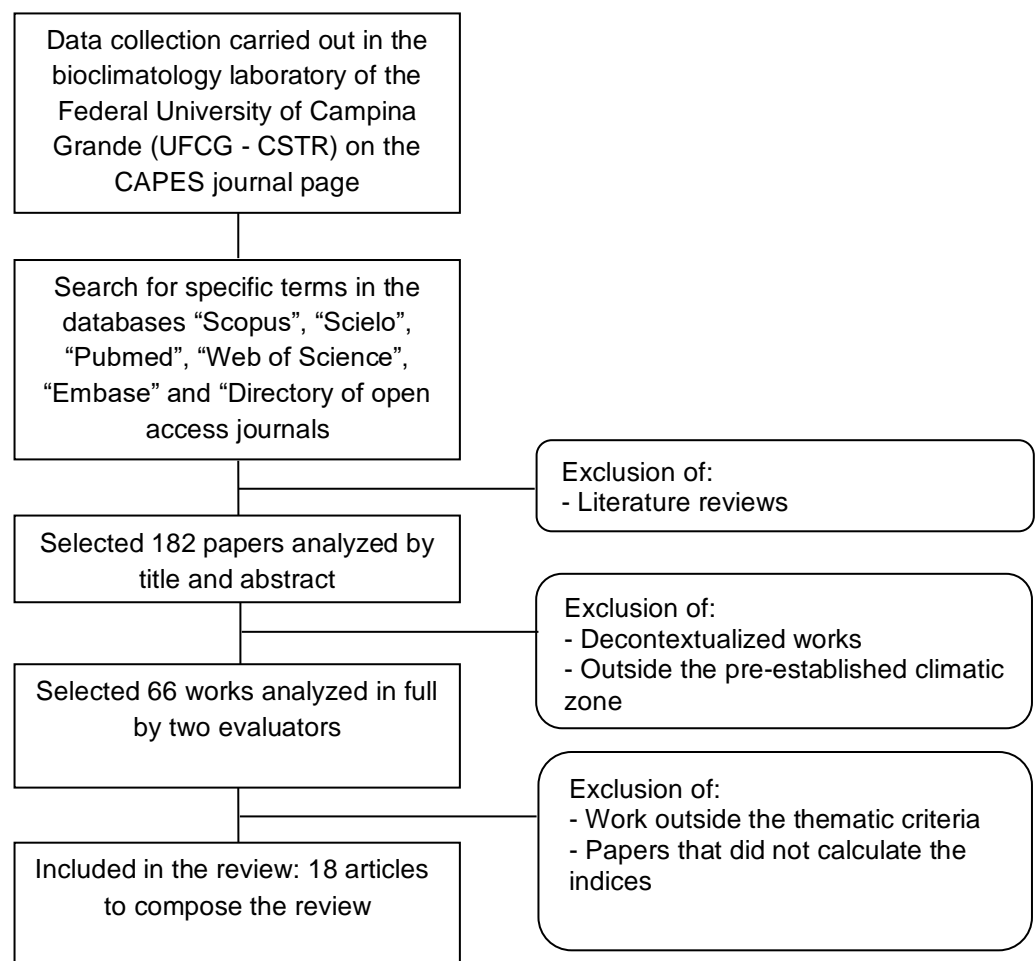 Data collection carried out in the
bioclimatology laboratory of the
Federal University of Campina
Grande (UFCG - CSTR) on the
CAPES journal page
Search for specific terms in the
databases “Scopus”, “Scielo”,
“Pubmed”, “Web of Science”,
“Embase” and “Directory of open
access journals
Exclusion of:
- Literature reviews
Selected 182 papers analyzed by
title and abstract
Exclusion of:
- Decontextualized works
- Outside the pre-established climatic
zone
Selected 66 works analyzed in full
by two evaluators
Exclusion of:
- Work outside the thematic criteria
- Papers that did not calculate the
indices
Included in the review: 18 articles
to compose the review